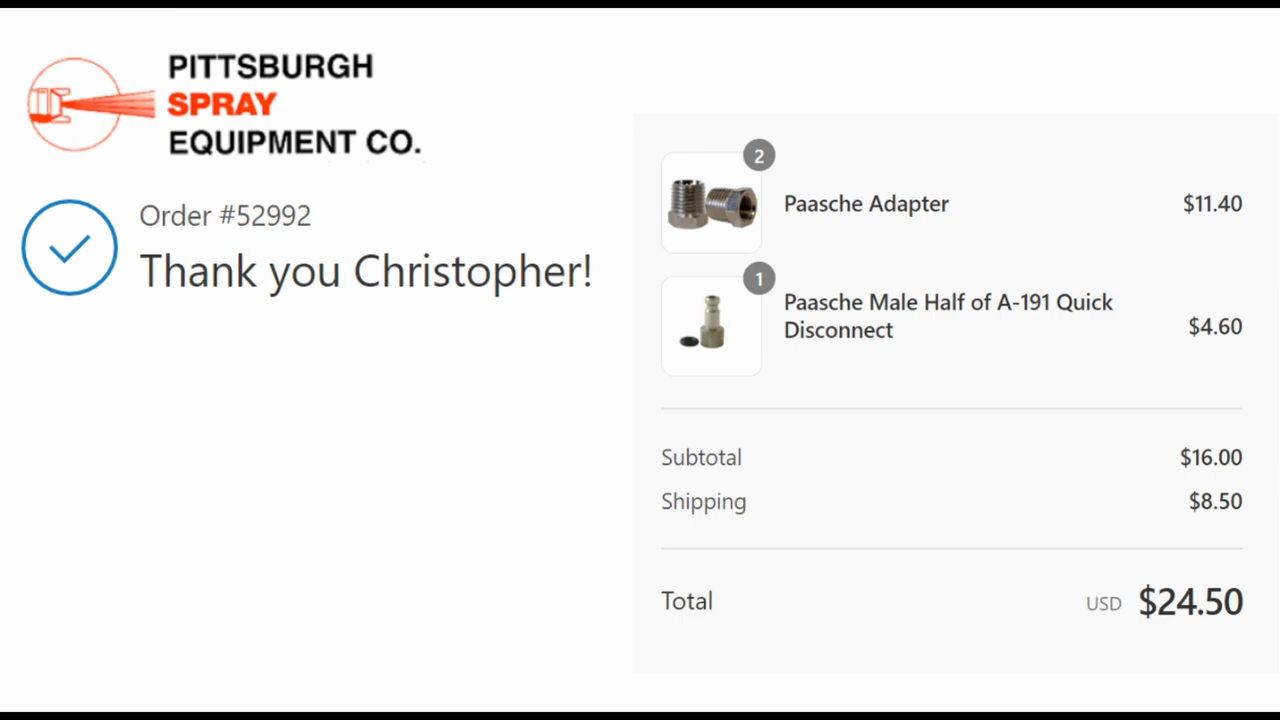 PITTSBURGH
SPRAY
EQUIPMENT CO.
Order #52992
Thank you Christopher!
2
Paasche Adapter $11.40
1
Paasche Male Half of A-191 Quick
Disconnect $4.60
Subtotal $16.00
Shipping $8.50
Total USD $24.50